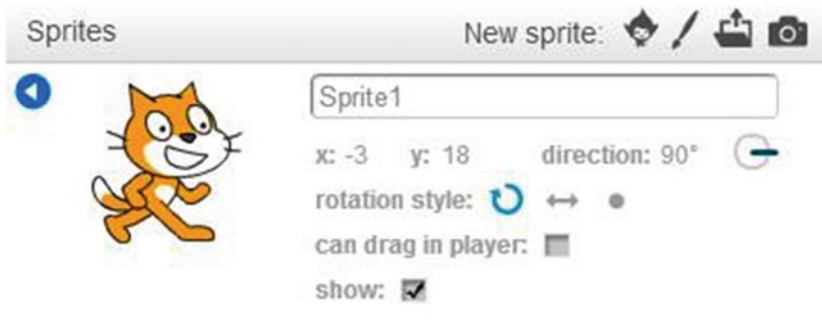 Sprites New sprite:
Sprite1
x: -3 y: 18 direction: 90°
rotation style:
can drag in player:
show: